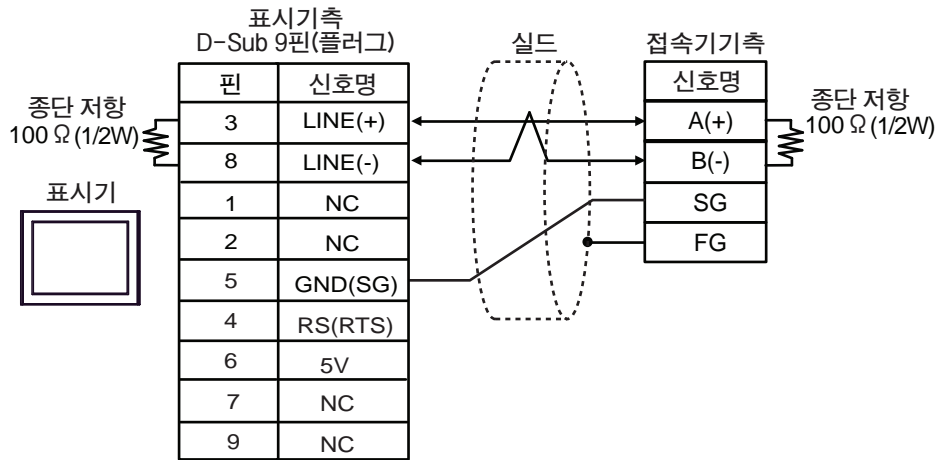 표시기측
D-Sub 9핀(플러그)
실드
접속기기측
핀 신호명
신호명
종단 저항
100 Ω (1/2W)
3 LINE(+)
A(+)
종단 저항
100 Ω (1/2W)
8 LINE(-)
B(-)
표시기
1 NC
SG
2 NC
FG
5 GND(SG)
4 RS(RTS)
6 5V
7 NC
9 NC